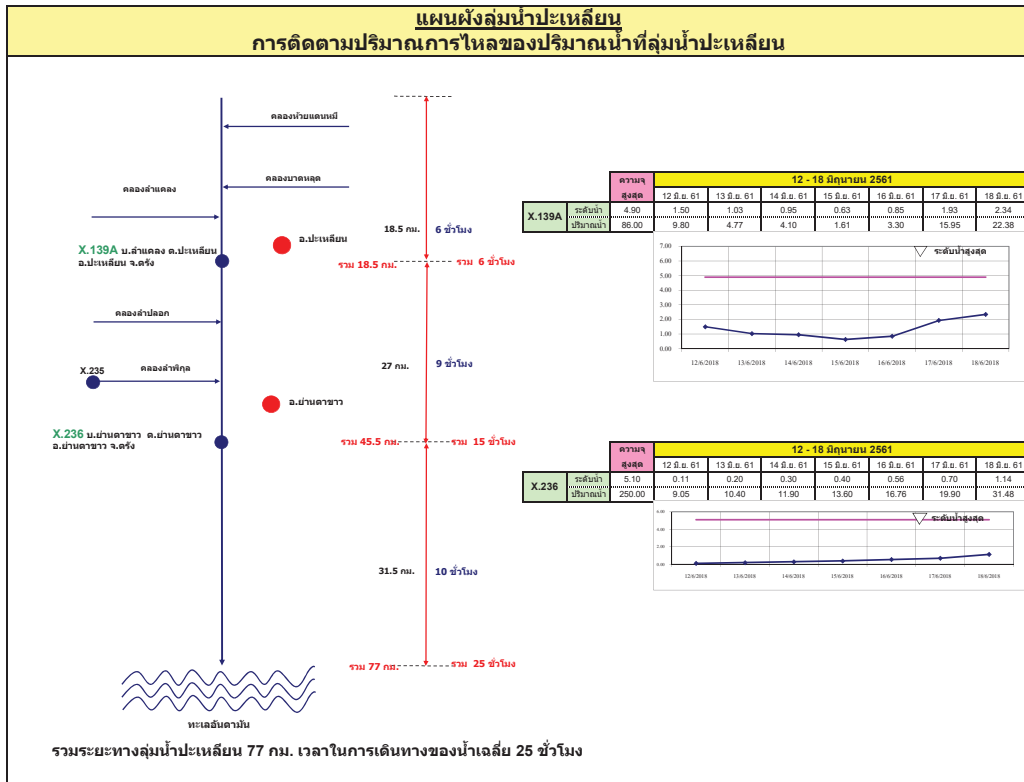 แผนผังลุ่มน้ำปะเหลียน
การติดตามปริมาณการไหลของปริมาณน้ำที่ลุ่มน้ำปะเหลียน
คลองห้วยแดนหมี
คลองบาตหลุด
คลองลำแคลง
อ.ปะเหลียน
X.139A บ.ลำแคลง ต.ปะเหลียน
อ.ปะเหลียน จ.ตรัง
18.5 กม. 6 ชั่วโมง
รวม 18.5 กม. รวม 6 ชั่วโมง
คลองลำปลอก
X.235 คลองลำพิกุล
27 กม. 9 ชั่วโมง
อ.ย่านตาขาว
X.236 บ.ย่านตาขาว ต.ย่านตาขาว
อ.ย่านตาขาว จ.ตรัง
รวม 45.5 กม. รวม 15 ชั่วโมง
31.5 กม. 10 ชั่วโมง
รวม 77 กม. รวม 25 ชั่วโมง
ทะเลอันดามัน
รวมระยะทางลุ่มน้ำปะเหลียน 77 กม. เวลาในการเดินทางของน้ำเฉลี่ย 25 ชั่วโมง
ความจุสูงสุด 12 - 18 มิถุนายน 2561
12 มิ.ย. 61 13 มิ.ย. 61 14 มิ.ย. 61 15 มิ.ย. 61 16 มิ.ย. 61 17 มิ.ย. 61 18 มิ.ย. 61
X.139A ระดับน้ำ 4.90 1.50 1.03 0.95 0.63 0.85 1.93 2.34
ปริมาณน้ำ 86.00 9.80 4.77 4.10 1.61 3.30 15.95 22.38
ระดับน้ำสูงสุด
7.00
6.00
5.00
4.00
3.00
2.00
1.00
0.00
12/6/2018 13/6/2018 14/6/2018 15/6/2018 16/6/2018 17/6/2018 18/6/2018
ความจุสูงสุด 12 - 18 มิถุนายน 2561
12 มิ.ย. 61 13 มิ.ย. 61 14 มิ.ย. 61 15 มิ.ย. 61 16 มิ.ย. 61 17 มิ.ย. 61 18 มิ.ย. 61
X.236 ระดับน้ำ 5.10 0.11 0.20 0.30 0.40 0.56 0.70 1.14
ปริมาณน้ำ 250.00 9.05 10.40 11.90 13.60 16.76 19.90 31.48
ระดับน้ำสูงสุด
6.00
4.00
2.00
0.00
12/6/2018 13/6/2018 14/6/2018 15/6/2018 16/6/2018 17/6/2018 18/6/2018